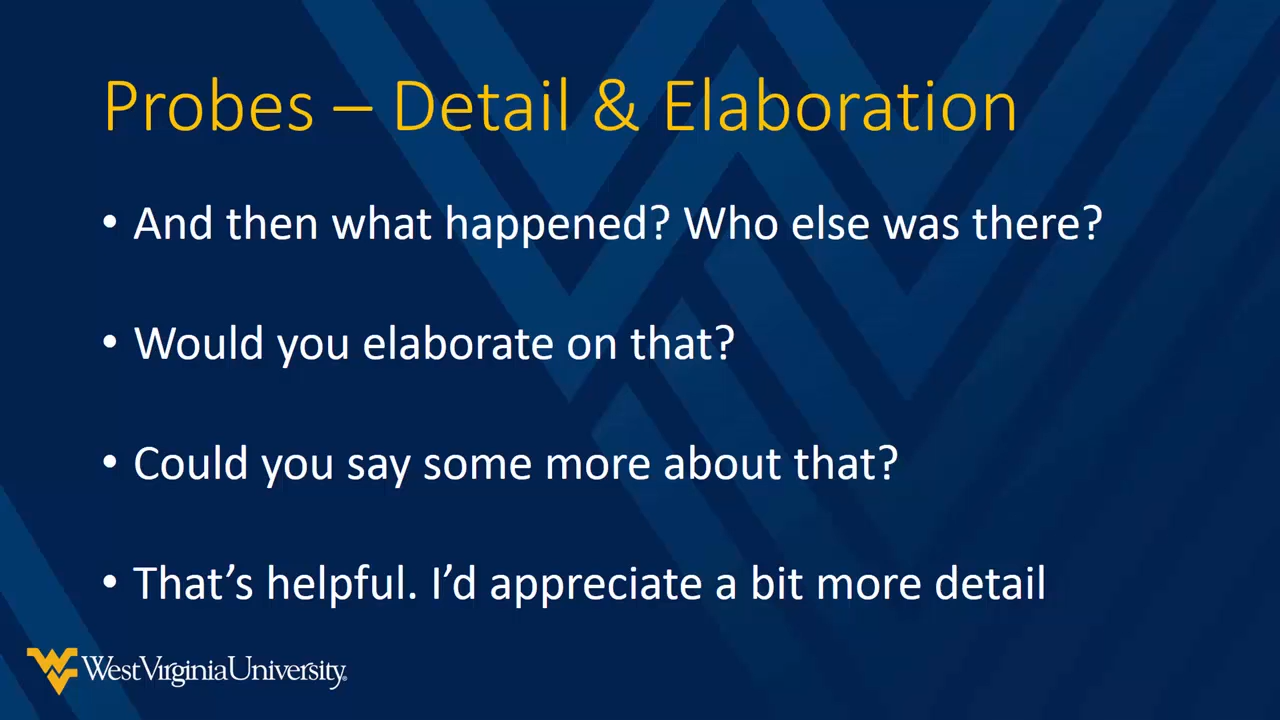 Probes – Detail & Elaboration
• And then what happened? Who else was there?
• Would you elaborate on that?
• Could you say some more about that?
• That’s helpful. I’d appreciate a bit more detail
WestVirginiaUniversity.